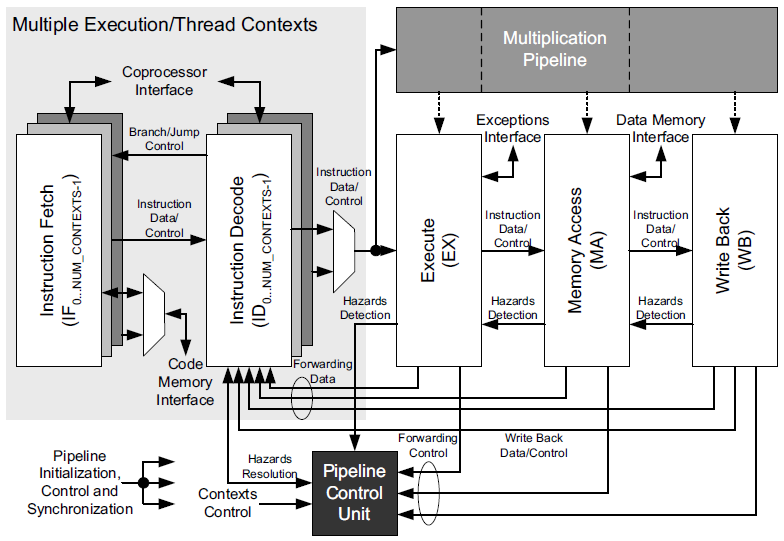 Multiple Execution/Thread Contexts
Multiplication
Pipeline
Coprocessor
Interface
Branch/Jump
Control
Instruction
Data/
Control
Instruction Fetch
(IF0..NUM_CONTEXTS-1)
Instruction Decode
(ID0...NUM_CONTEXTS-1)
Instruction
Data/
Control
Code
Memory
Interface
Exceptions
Interface
Data Memory
Interface
Execute
(EX)
Instruction
Data/
Control
Memory Access
(MA)
Instruction
Data/
Control
Write Back
(WB)
Hazards
Detection
Hazards
Detection
Hazards
Detection
Forwarding
Data
Forwarding
Control
Write Back
Data/Control
Pipeline
Initialization,
Control and
Synchronization
Hazards
Resolution
Contexts
Control
Pipeline
Control
Unit